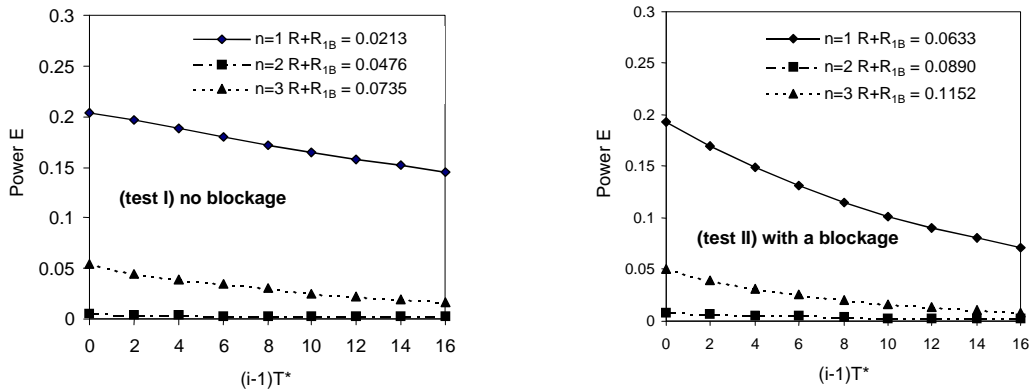 0.3
0.25
0.2
0.15
0.1
0.05
0
Power E
n=1 R+R1B = 0.0213
n=2 R+R1B = 0.0476
n=3 R+R1B = 0.0735
(test I) no blockage
0 2 4 6 8 10 12 14 16
(i-1)T*
0.3
0.25
0.2
0.15
0.1
0.05
0
Power E
n=1 R+R1B = 0.0633
n=2 R+R1B = 0.0890
n=3 R+R1B = 0.1152
(test II) with a blockage
0 2 4 6 8 10 12 14 16
(i-1)T*